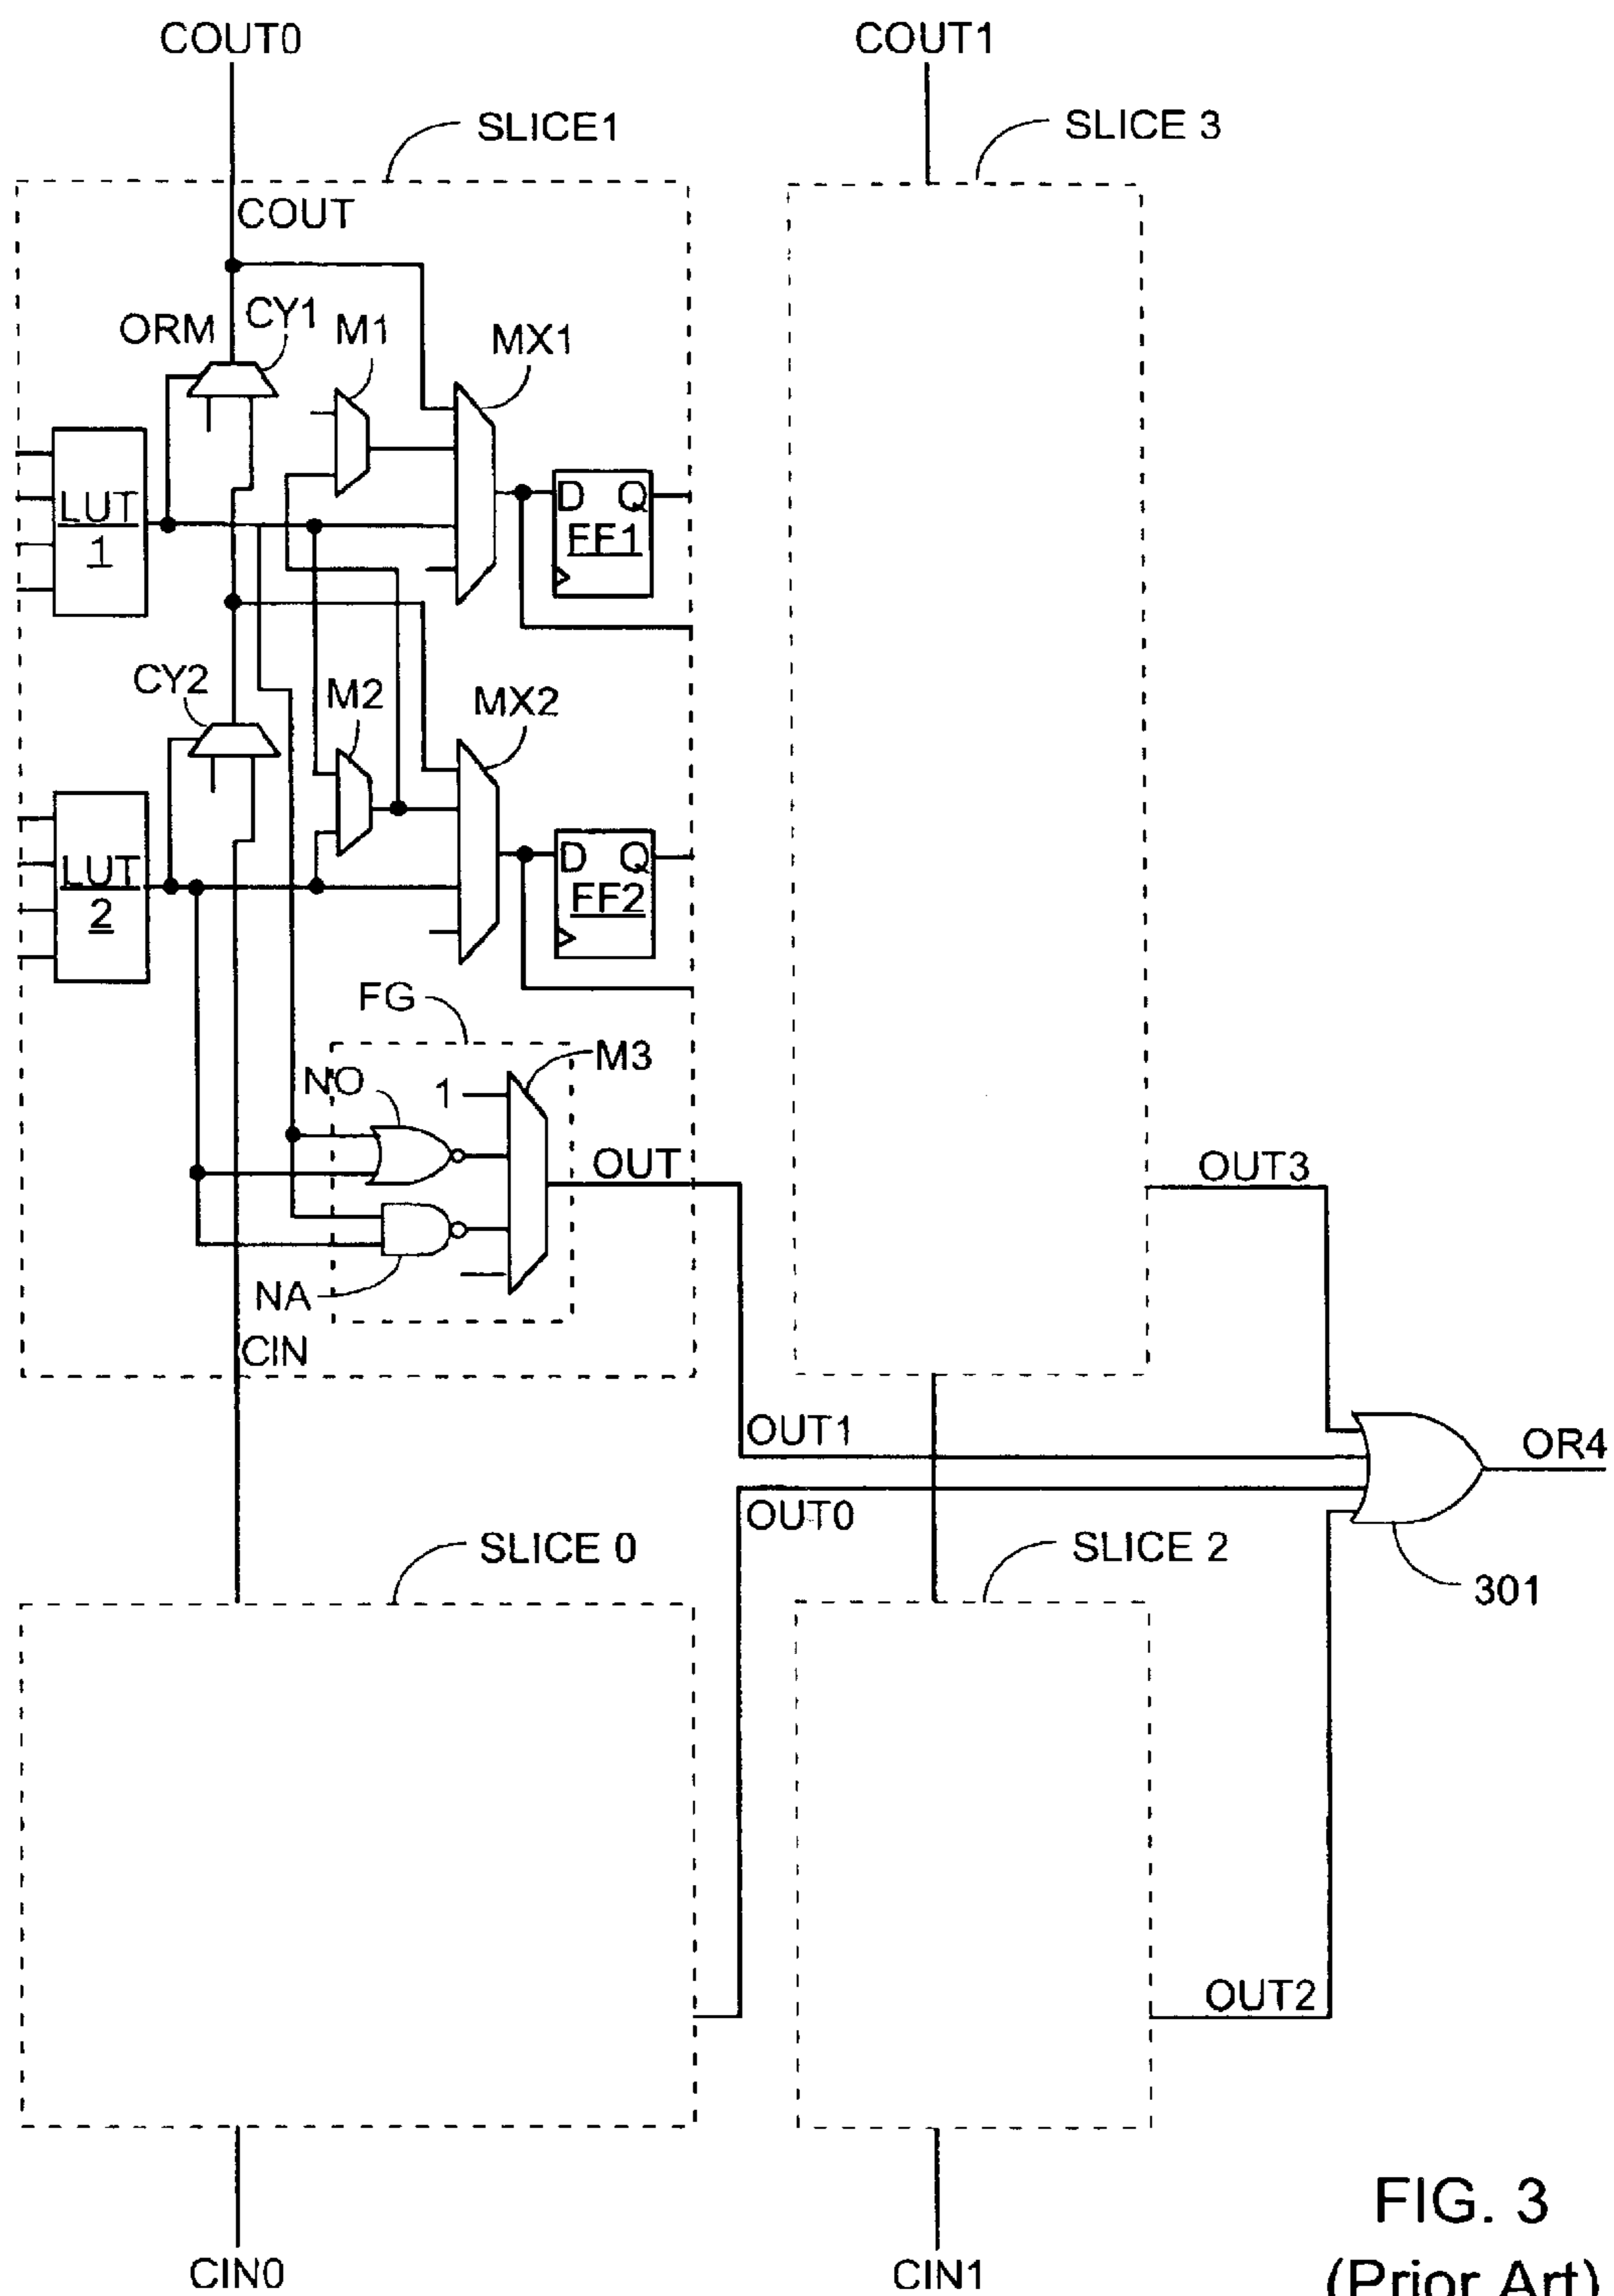 COUT0
COUT1
SLICE1
SLICE 3
COUT
ORM
CY1
M1
MX1
LUT
1
D Q
FF1
CY2
M2
MX2
LUT
2
D Q
FF2
FG
M3
NO
1
OUT
OUT3
NA
CIN
OUT1
OR4
OUT0
SLICE 0
SLICE 2
301
OUT2
CIN0
CIN1
FIG. 3
(Prior Art)